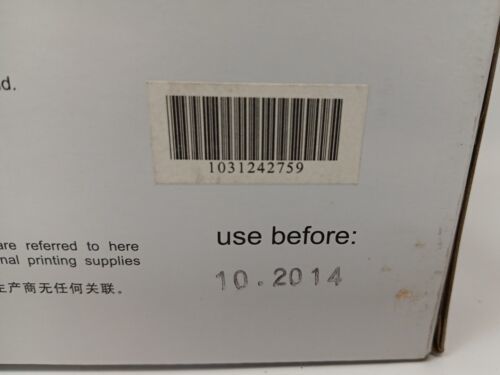 d.
1031242759
are referred to here
nal printing supplies
产商无任何关联。
use before:
10.2014